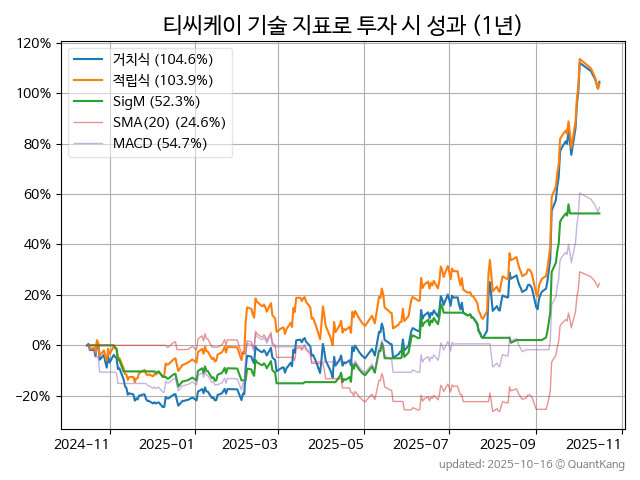 티씨케이 기술 지표로 투자 시 성과 (1년)
120%
100%
80%
60%
40%
20%
0%
−20%
거치식 (104.6%)
적립식 (103.9%)
SigM (52.3%)
SMA(20) (24.6%)
MACD (54.7%)
2024−11
2025−01
2025−03
2025−05
2025−07
2025−09
2025−11
updated: 2025-10-16 © QuantKang